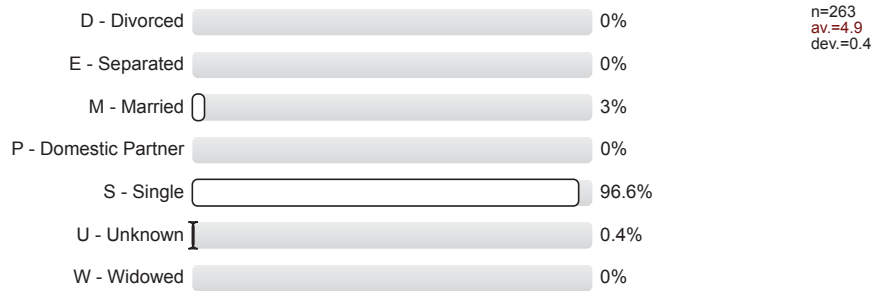 D - Divorced 0%
E - Separated 0%
M - Married 3%
P - Domestic Partner 0%
S - Single 96.6%
U - Unknown 0.4%
W - Widowed 0%
n=263
av.=4.9
dev.=0.4